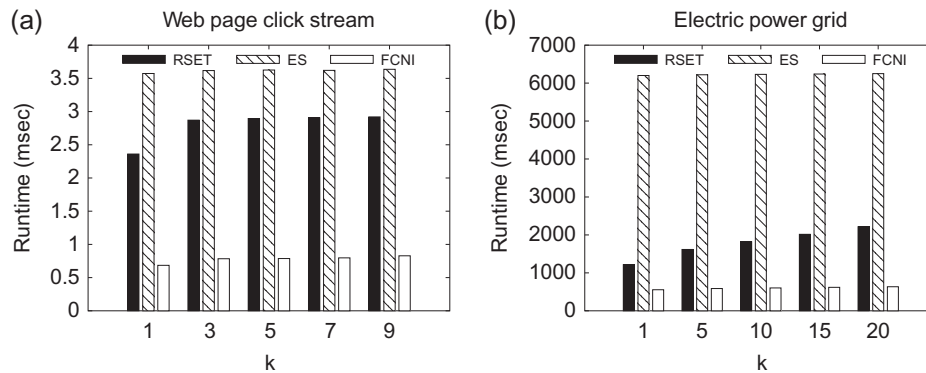 (a) Web page click stream
RSET ES FCNI
4
3.5
3
2.5
2
1.5
1
0.5
0
Runtime (msec)
1 3 5 7 9
k
(b) Electric power grid
RSET ES FCNI
7000
6000
5000
4000
3000
2000
1000
0
Runtime (msec)
1 5 10 15 20
k